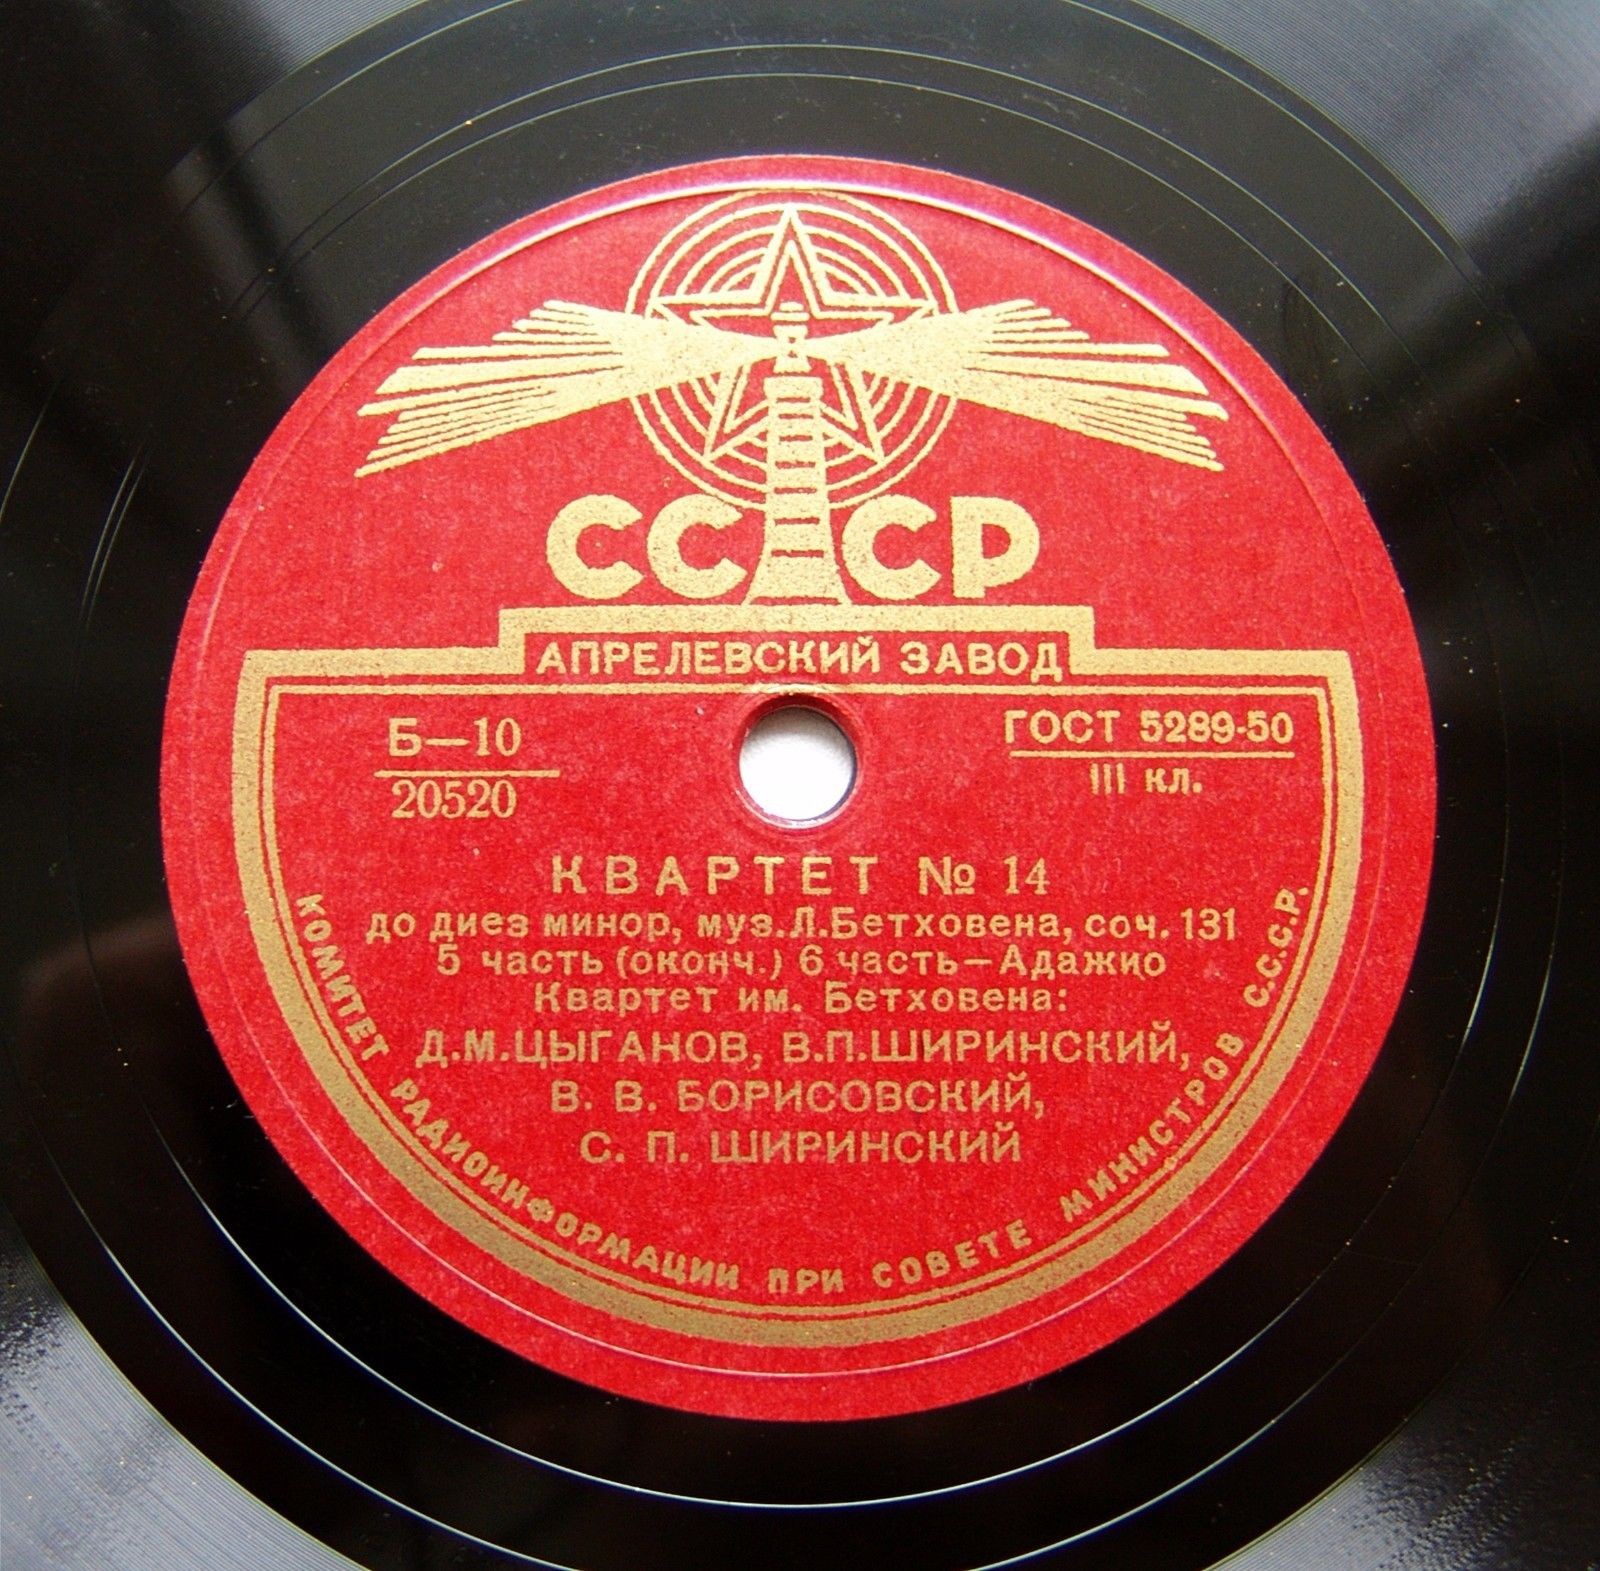 СССР
АПРЕЛЕВСКИЙ ЗАВОД
Б—10
20520
ГОСТ 5289-50
III кл.
КВАРТЕТ № 14
до диез минор, муз. Л. Бетховена, соч. 131
5 часть (оконч.) 6 часть—Адажио
Квартет им. Бетховена:
Д.М.ЦЫГАНОВ, В.П.ШИРИНСКИЙ,
В. В. БОРИСОВСКИЙ,
С. П. ШИРИНСКИЙ
КОМИТЕТ РАДИОИНФОРМАЦИИ ПРИ СОВЕТЕ МИНИСТРОВ С.С.С.Р.